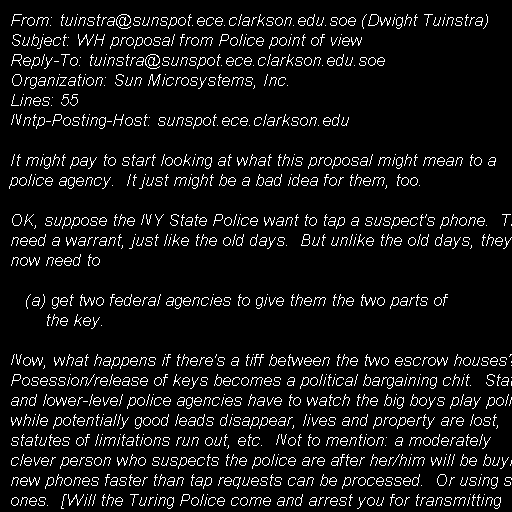 From: tuinstra@sunspot.ece.clarkson.edu.soe (Dwight Tuinstra)
Subject: WH proposal from Police point of view
Reply-To: tuinstra@sunspot.ece.clarkson.edu.soe
Organization: Sun Microsystems, Inc.
Lines: 55
Nntp-Posting-Host: sunspot.ece.clarkson.edu

It might pay to start looking at what this proposal might mean to a
police agency.  It just might be a bad idea for them, too.

OK, suppose the NY State Police want to tap a suspect's phone.
need a warrant, just like the old days.  But unlike the old days, they
now need to

   (a) get two federal agencies to give them the two parts of
       the key.

Now, what happens if there's a tiff between the two escrow houses?
Posession/release of keys becomes a political bargaining chit.
and lower-level police agencies have to watch the big boys play
while potentially good leads disappear, lives and property are lost,
statutes of limitations run out, etc.  Not to mention: a moderately
clever person who suspects the police are after her/him will be
new phones faster than tap requests can be processed.  Or using
ones.  [Will the Turing Police come and arrest you for transmitting